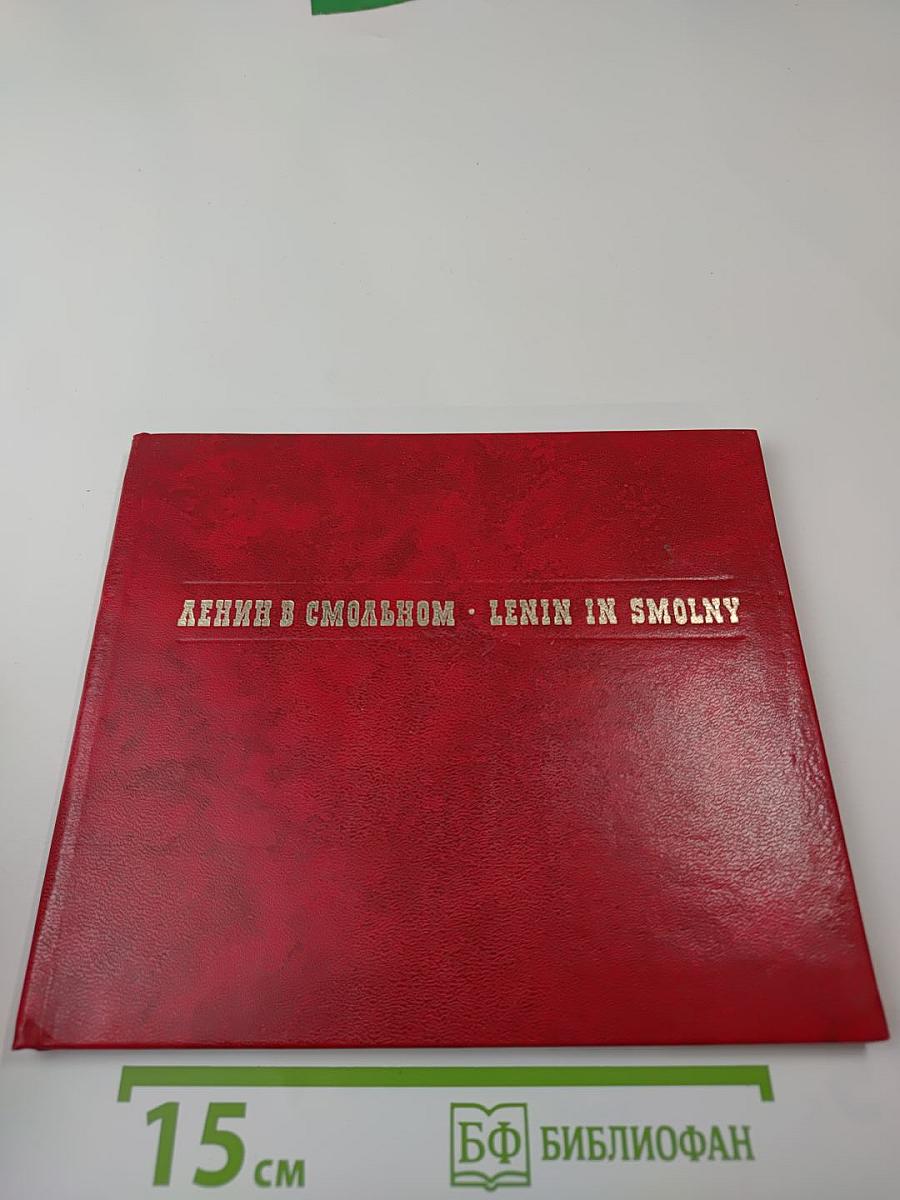 ЛЕНИН В СМОЛЬНОМ · LENIN IN SMOLNY
15 см
БФ БИБЛИОФАН